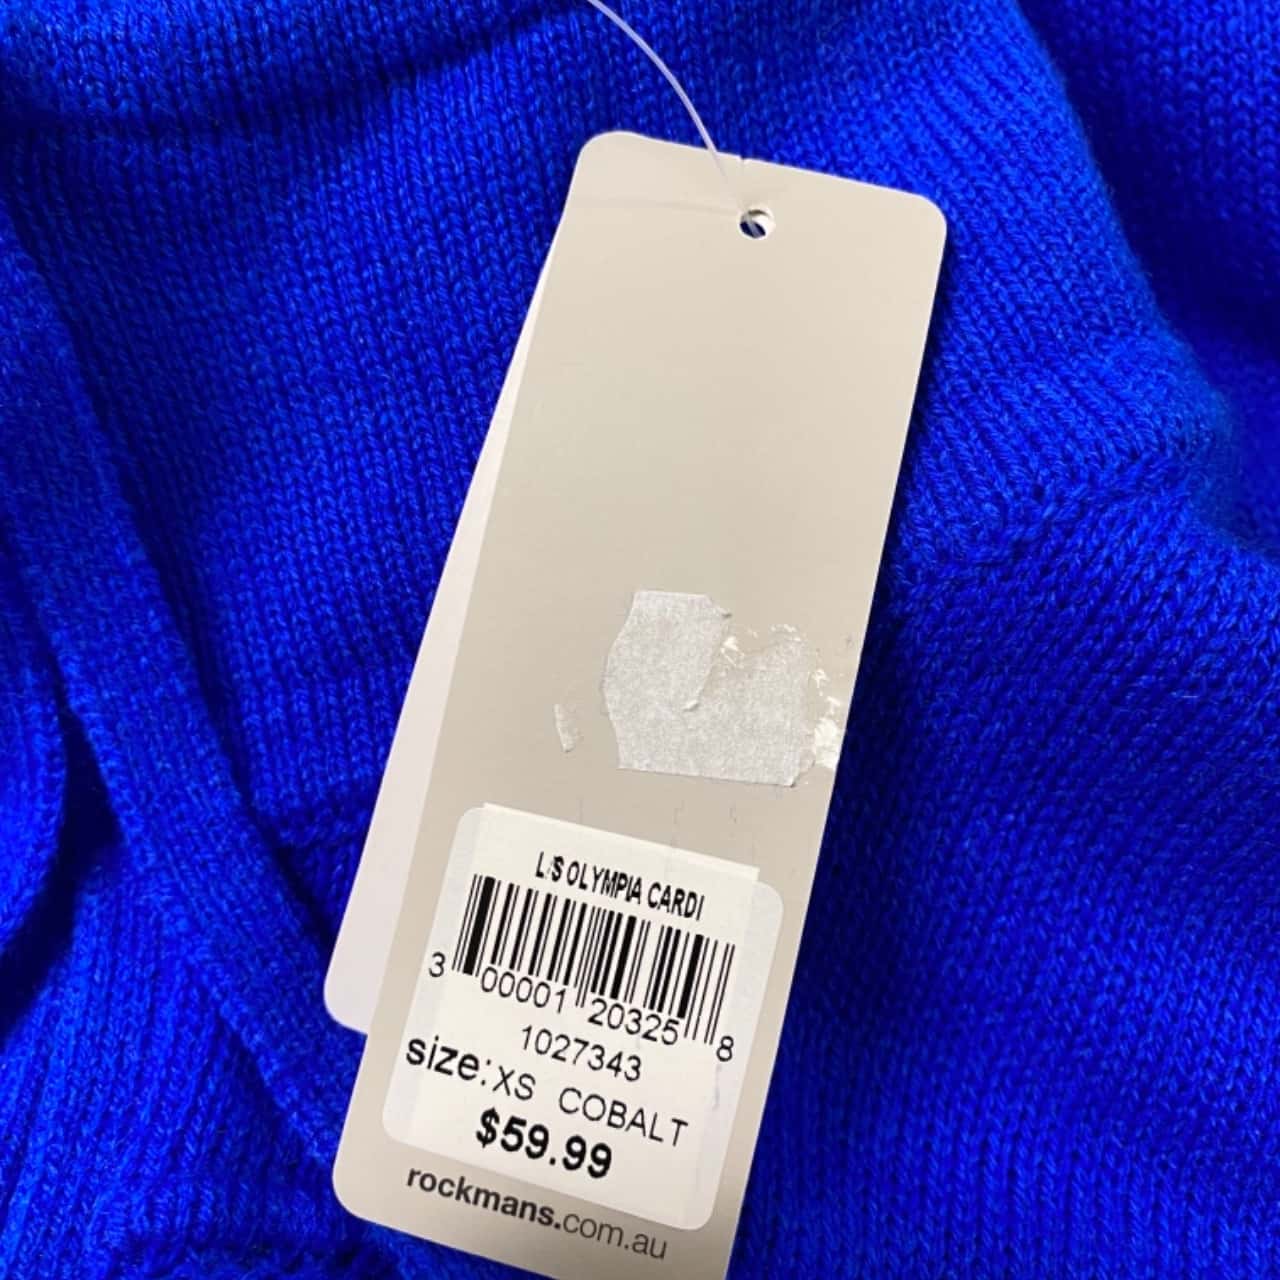 L/S OLYMPIA CARDI
3 00001 20325 8
1027343
size: XS COBALT
$59.99
rockmans.com.au